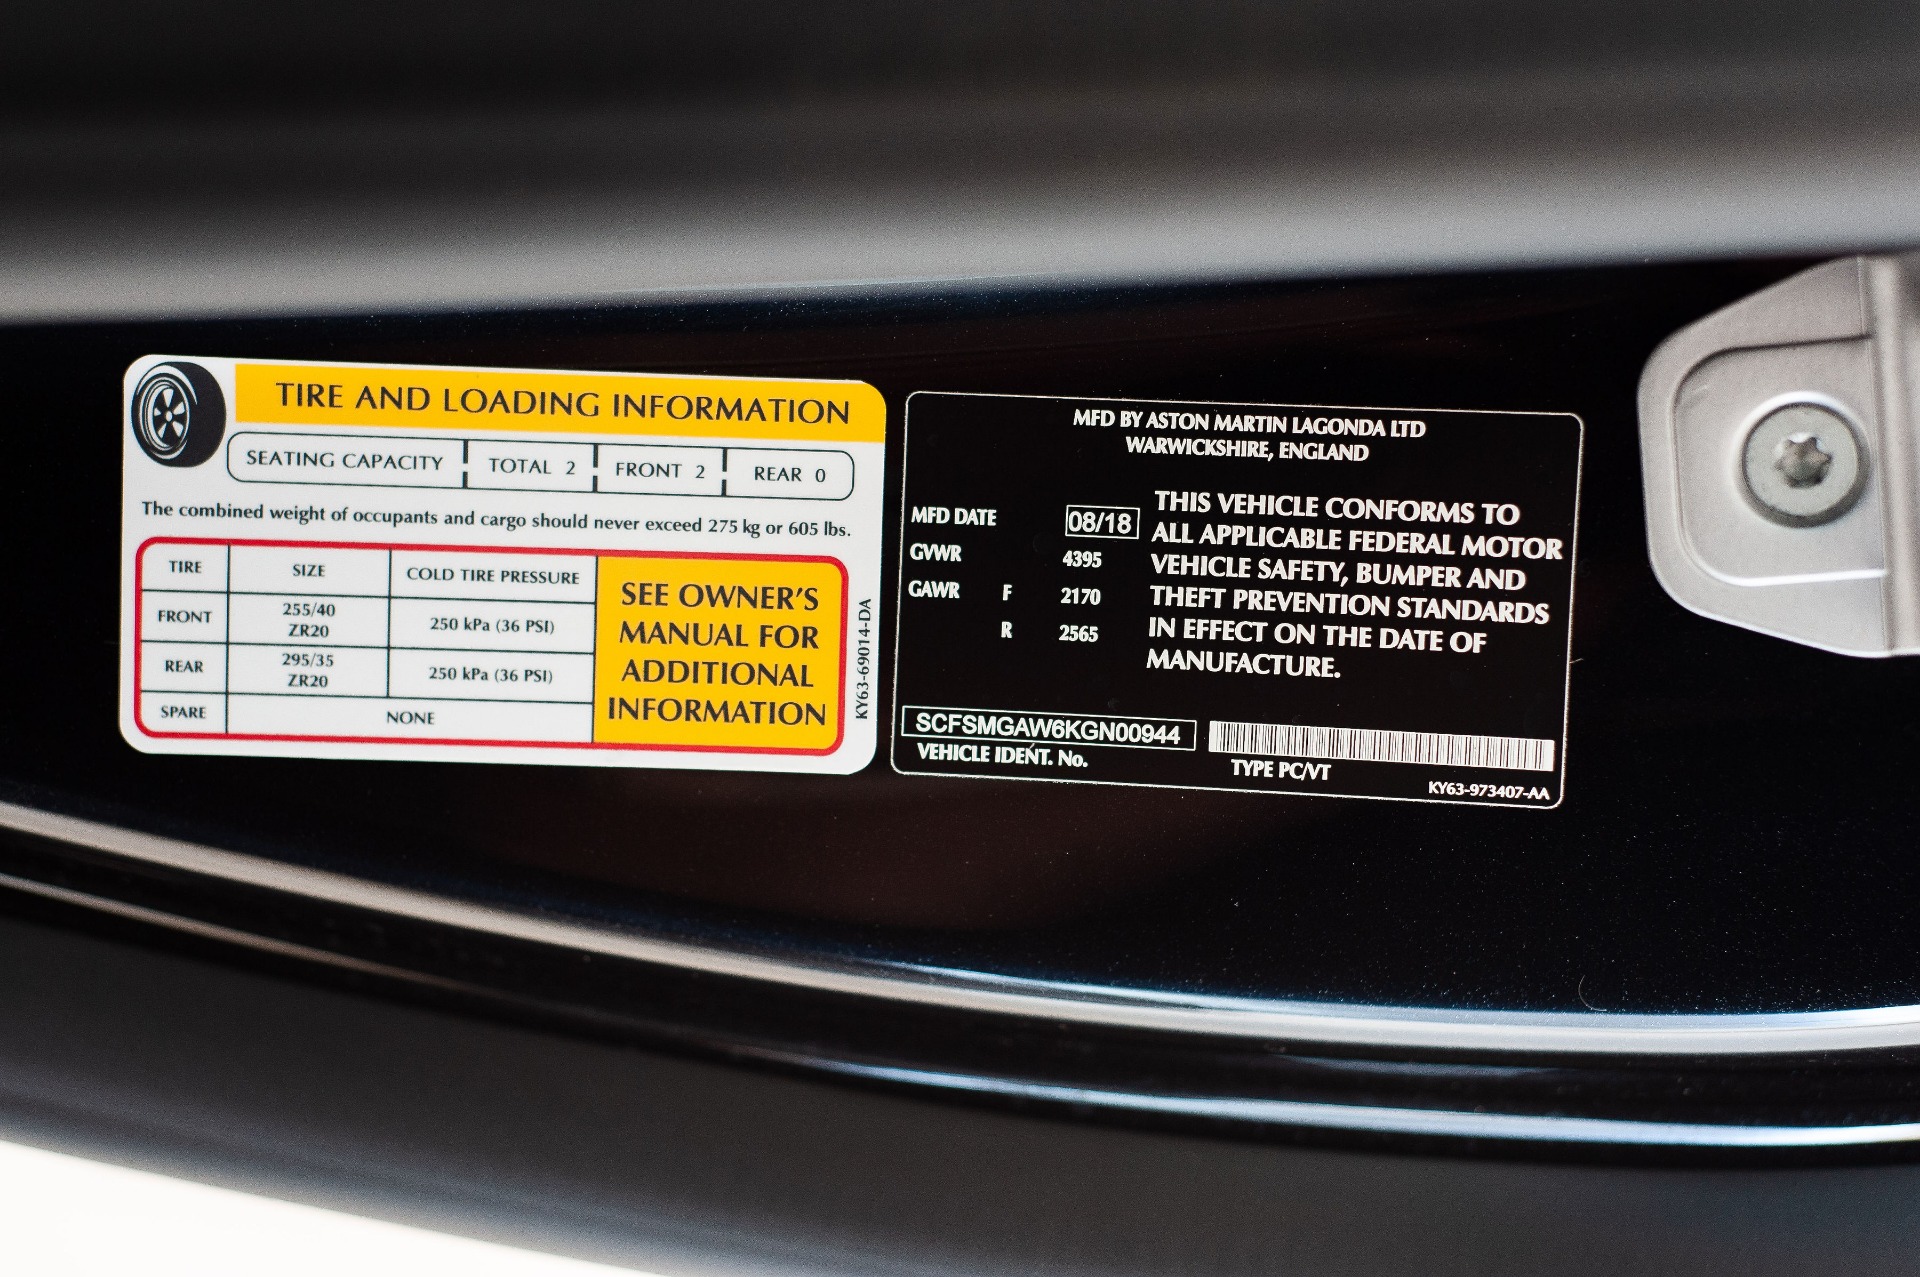 TIRE AND LOADING INFORMATION
SEATING CAPACITY TOTAL 2 FRONT 2 REAR 0
The combined weight of occupants and cargo should never exceed 275 kg or 605 lbs.
TIRE SIZE COLD TIRE PRESSURE
FRONT 255/40 ZR20 250 kPa (36 PSI)
REAR 295/35 ZR20 250 kPa (36 PSI)
SPARE NONE
SEE OWNER'S
MANUAL FOR
ADDITIONAL
INFORMATION
KY63-69014-DA
MFD BY ASTON MARTIN LAGONDA LTD
WARWICKSHIRE, ENGLAND
MFD DATE 08/18
GVWR 4395
GAWR F 2170
R 2565
THIS VEHICLE CONFORMS TO
ALL APPLICABLE FEDERAL MOTOR
VEHICLE SAFETY, BUMPER AND
THEFT PREVENTION STANDARDS
IN EFFECT ON THE DATE OF
MANUFACTURE.
SCFSMGAW6KGN00944
VEHICLE IDENT. No.
TYPE PC/VT
KY63-973407-AA